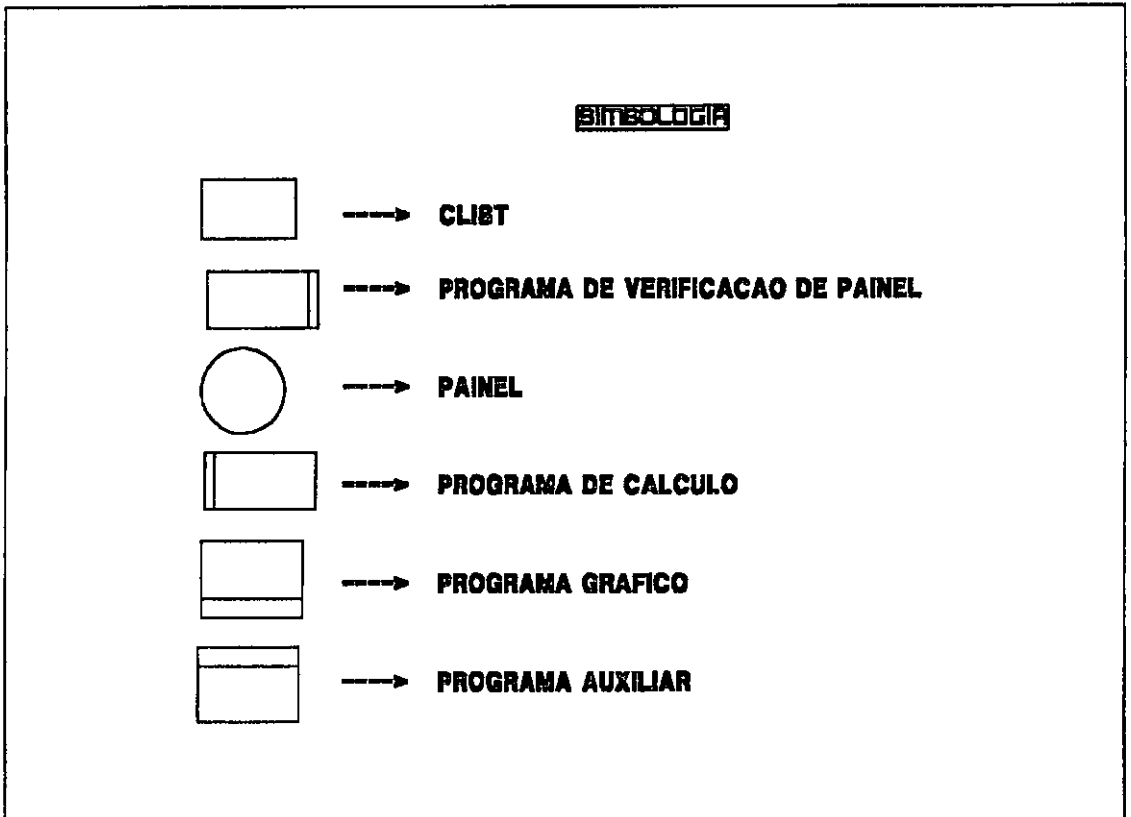 SIMBOLOGIA
CLIST
PROGRAMA DE VERIFICACAO DE PAINEL
PAINEL
PROGRAMA DE CALCULO
PROGRAMA GRAFICO
PROGRAMA AUXILIAR